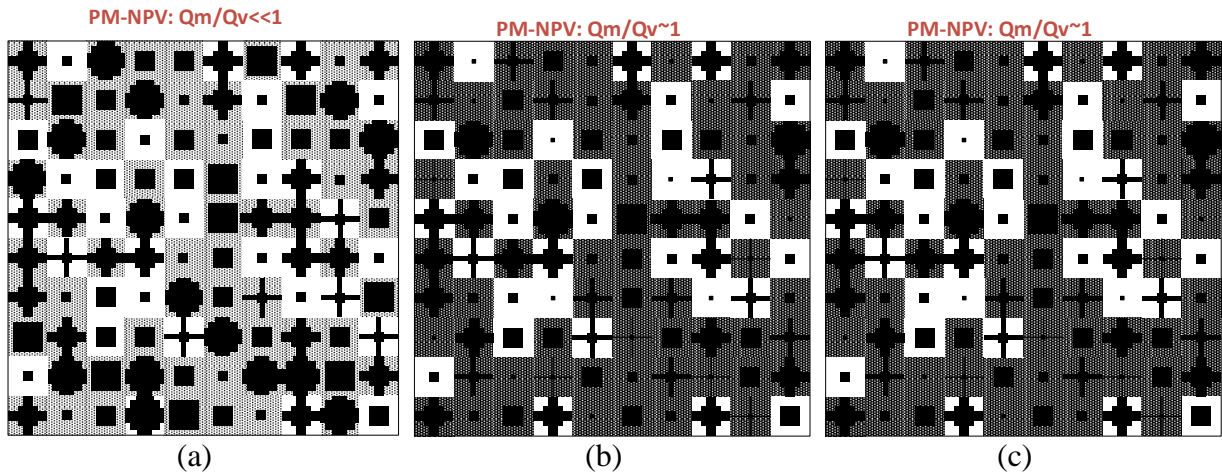 PM-NPV: Qm/Qv<<1
PM-NPV: Qm/Qv~1
PM-NPV: Qm/Qv~1
(a)
(b)
(c)